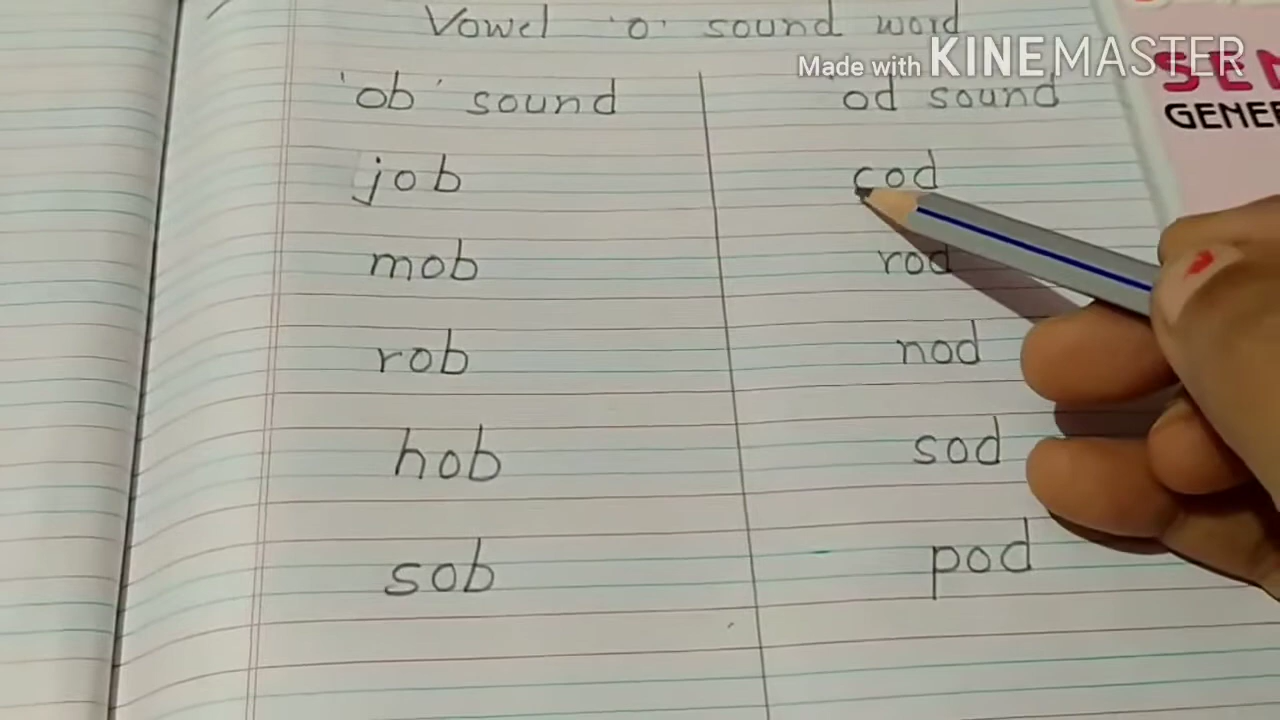 Vowel 'o' sound word
Made with KINEMASTER
'ob' sound
'od sound
job
cod
mob
rod
rob
nod
hob
sod
sob
pod